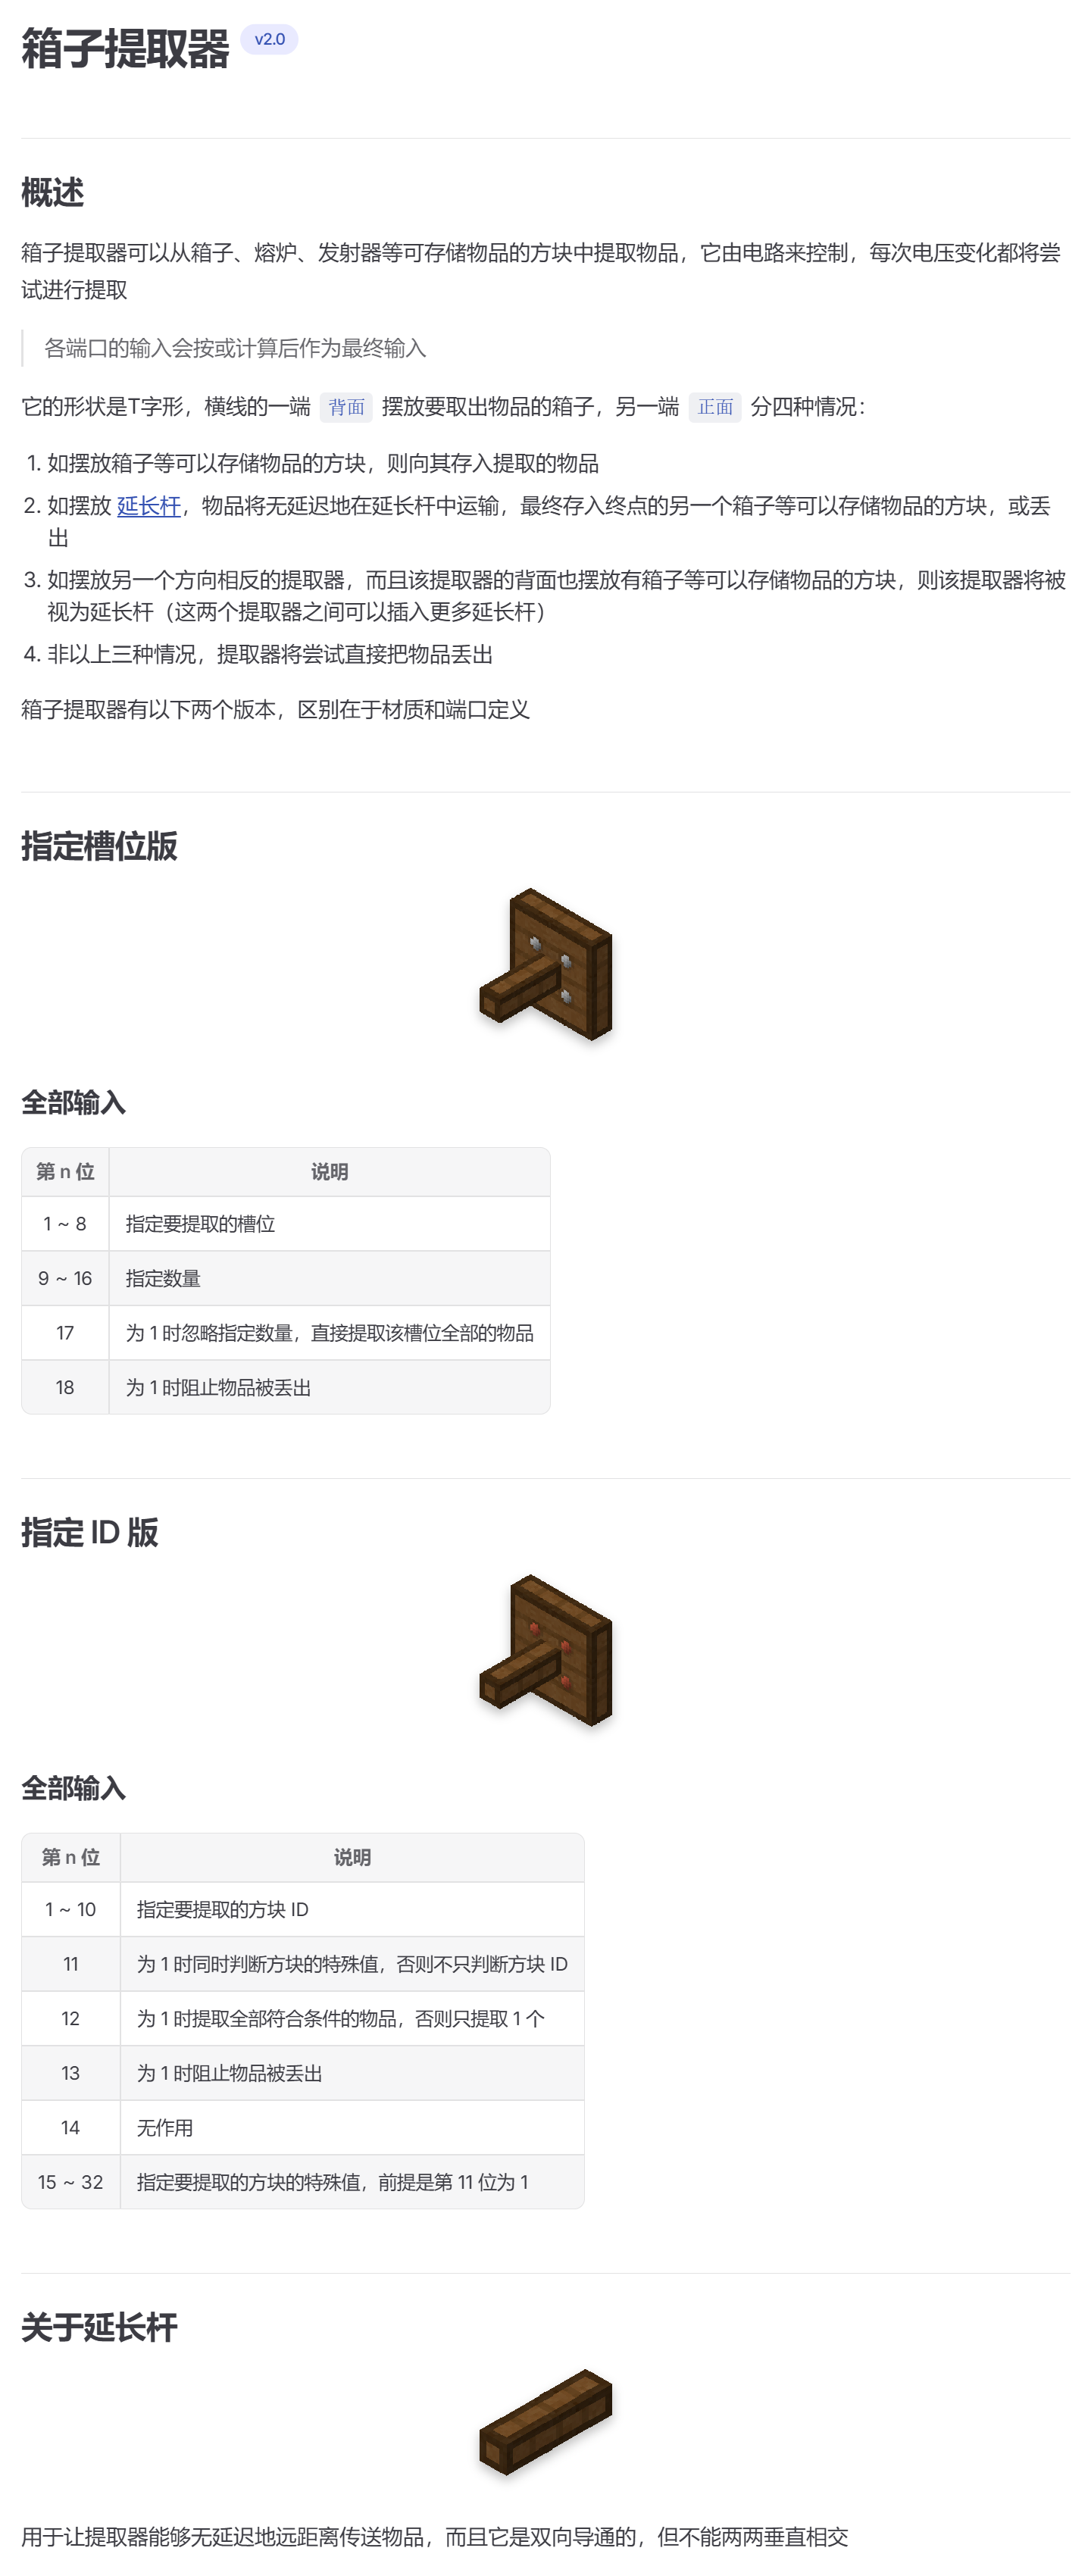 箱子提取器 v2.0
概述
箱子提取器可以从箱子、熔炉、发射器等可存储物品的方块中提取物品，它由电路来控制，每次电压变化都将尝
试进行提取
各端口的输入会按或计算后作为最终输入
它的形状是T字形，横线的一端 背面 摆放要取出物品的箱子，另一端 正面 分四种情况：
1. 如摆放箱子等可以存储物品的方块，则向其存入提取的物品
2. 如摆放 延长杆，物品将无延迟地在延长杆中运输，最终存入终点的另一个箱子等可以存储物品的方块，或丢
出
3. 如摆放另一个方向相反的提取器，而且该提取器的背面也摆放有箱子等可以存储物品的方块，则该提取器将被
视为延长杆（这两个提取器之间可以插入更多延长杆）
4. 非以上三种情况，提取器将尝试直接把物品丢出
箱子提取器有以下两个版本，区别在于材质和端口定义
指定槽位版
全部输入
第 n 位 说明
1 ~ 8 指定要提取的槽位
9 ~ 16 指定数量
17 为 1 时忽略指定数量，直接提取该槽位全部的物品
18 为 1 时阻止物品被丢出
指定 ID 版
全部输入
第 n 位 说明
1 ~ 10 指定要提取的方块 ID
11 为 1 时同时判断方块的特殊值，否则不只判断方块 ID
12 为 1 时提取全部符合条件的物品，否则只提取 1 个
13 为 1 时阻止物品被丢出
14 无作用
15 ~ 32 指定要提取的方块的特殊值，前提是第 11 位为 1
关于延长杆
用于让提取器能够无延迟地远距离传送物品，而且它是双向导通的，但不能两两垂直相交